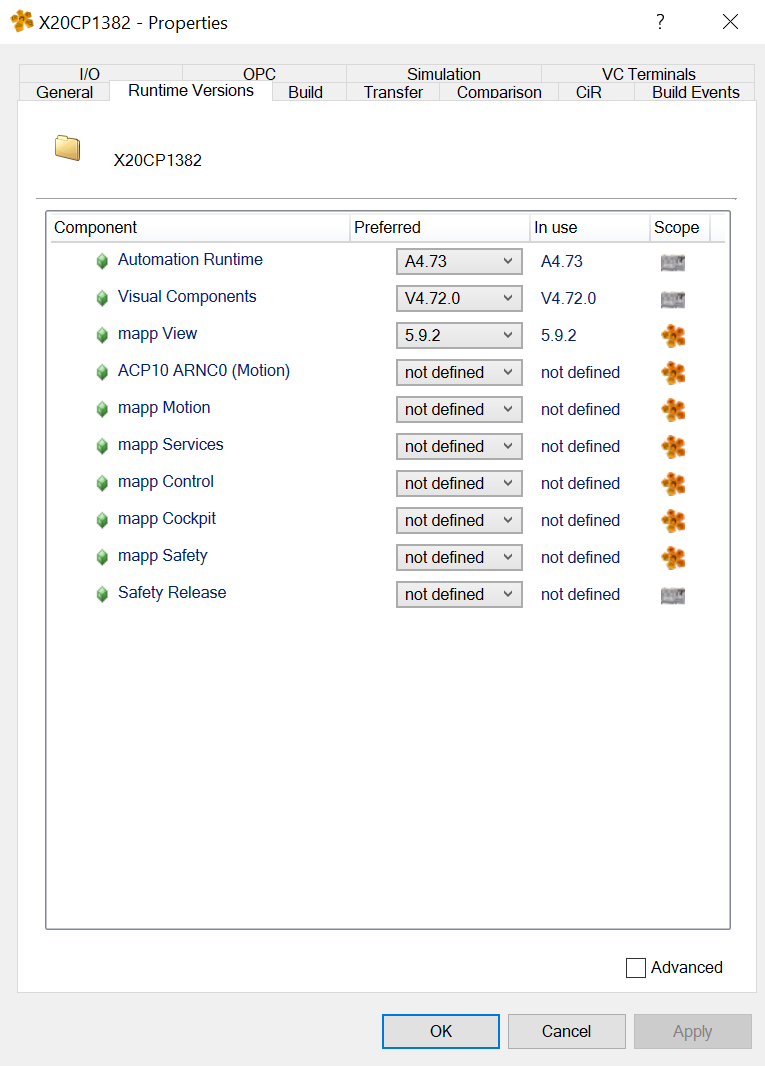 X20CP1382 - Properties ?
I/O OPC Simulation VC Terminals
General Runtime Versions Build Transfer Comparison CiR Build Events
X20CP1382
Component Preferred In use Scope
Automation Runtime A4.73 A4.73
Visual Components V4.72.0 V4.72.0
mapp View 5.9.2 5.9.2
ACP10 ARNC0 (Motion) not defined not defined
mapp Motion not defined not defined
mapp Services not defined not defined
mapp Control not defined not defined
mapp Cockpit not defined not defined
mapp Safety not defined not defined
Safety Release not defined not defined
Advanced
OK Cancel Apply